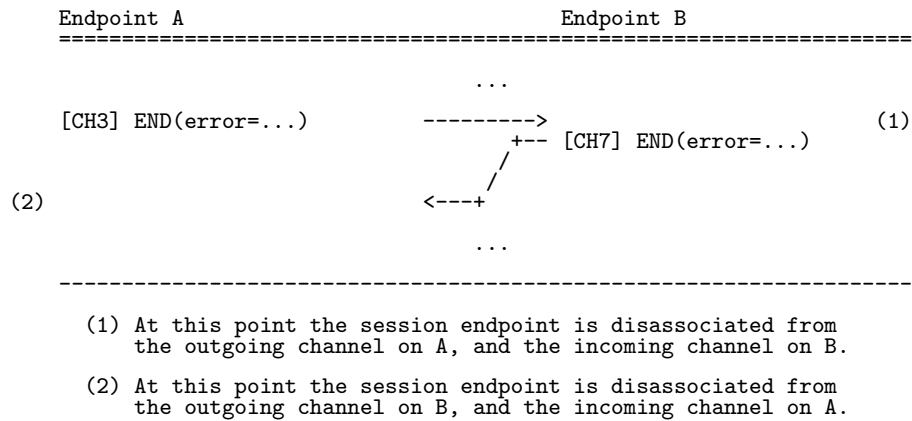 Endpoint A                              Endpoint B
====================================================================
...
[CH3] END(error=...)         ---------->                          (1)
+-- [CH7] END(error=...)
/
/
(2)                              <---+
...
--------------------------------------------------------------------
(1) At this point the session endpoint is disassociated from
the outgoing channel on A, and the incoming channel on B.
(2) At this point the session endpoint is disassociated from
the outgoing channel on B, and the incoming channel on A.